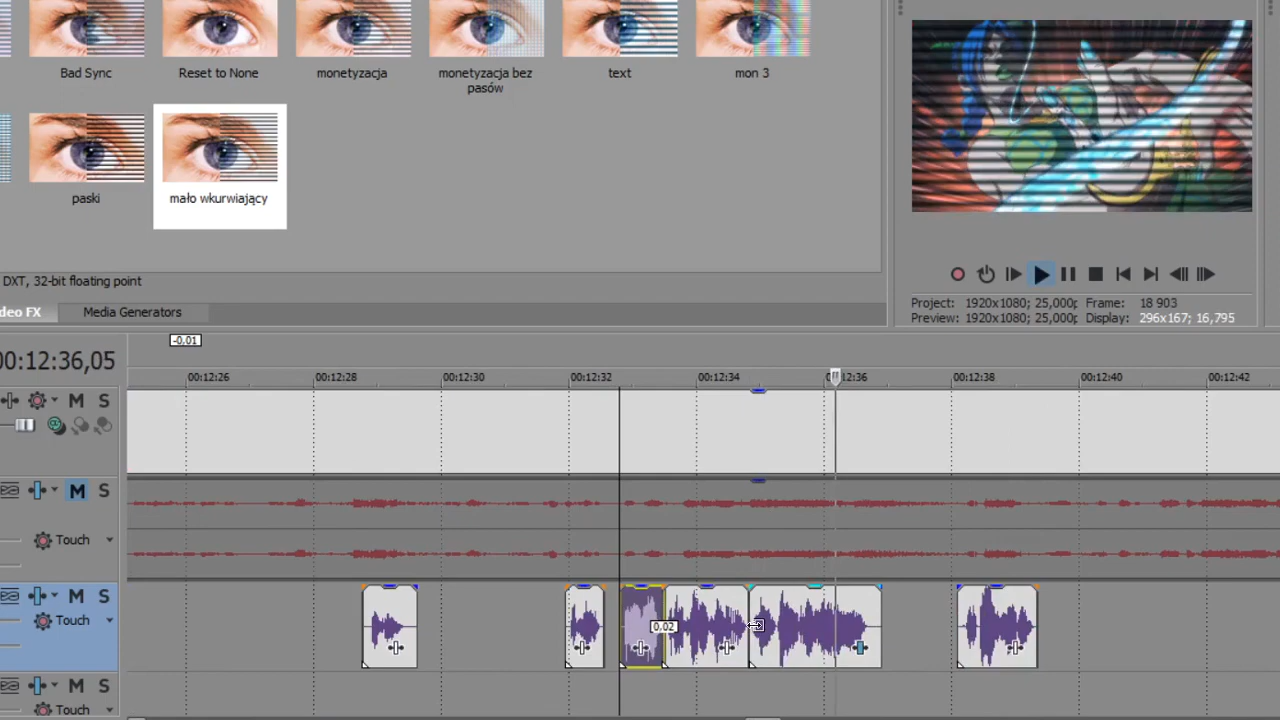 Bad Sync
Reset to None
monetyzacja
monetyzacja bez
pasów
text
mon 3
paski
mało wkurwiający
DXT, 32-bit floating point
deo FX
Media Generators
Project: 1920x1080; 25,000p Frame: 18 903
Preview: 1920x1080; 25,000p Display: 296x167; 16,795
-0,01
00:12:36,05
00:12:26
00:12:28
00:12:30
00:12:32
00:12:34
00:12:36
00:12:38
00:12:40
00:12:42
M S
M S
Touch
M S
Touch
0.02
M S
Touch